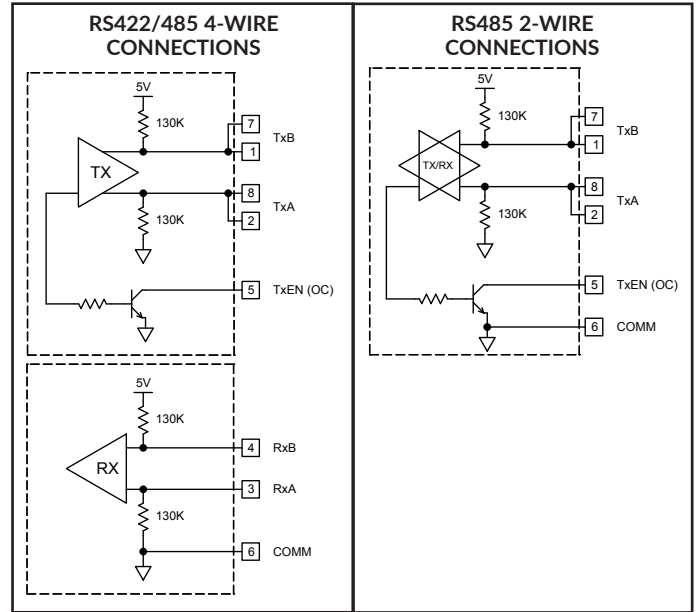 RS422/485 4-WIRE
CONNECTIONS
5V
130K
7
TxB
1
TX
8
TxA
130K
2
5
TxEN (OC)
5V
130K
4
RxB
RX
3
RxA
130K
6
COMM
RS485 2-WIRE
CONNECTIONS
5V
130K
7
TxB
1
TX/RX
8
TxA
130K
2
5
TxEN (OC)
6
COMM